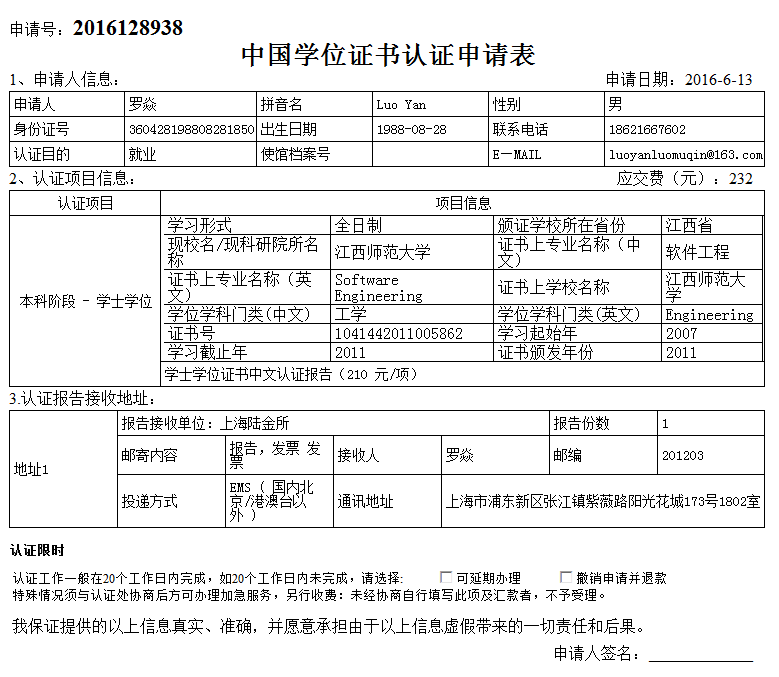 申请号：2016128938
中国学位证书认证申请表
1、申请人信息： 申请日期：2016-6-13
申请人 罗焱 拼音名 Luo Yan 性别 男
身份证号 360428198808281850 出生日期 1988-08-28 联系电话 18621667602
认证目的 就业 使馆档案号 E—MAIL luoyanluomuqin@163.com
2、认证项目信息： 应交费（元）：232
认证项目 项目信息
本科阶段 - 学士学位
学习形式 全日制 颁证学校所在省份 江西省
现校名/现科研院所名称 江西师范大学 证书上专业名称（中文） 软件工程
证书上专业名称（英文） Software Engineering 证书上学校名称 江西师范大学
学位学科门类(中文) 工学 学位学科门类(英文) Engineering
证书号 1041442011005862 学习起始年 2007
学习截止年 2011 证书颁发年份 2011
学士学位证书中文认证报告（210 元/项）
3.认证报告接收地址：
地址1
报告接收单位：上海陆金所 报告份数 1
邮寄内容 报告，发票 发票 接收人 罗焱 邮编 201203
投递方式 EMS ( 国内北京/港澳台以外 ) 通讯地址 上海市浦东新区张江镇紫薇路阳光花城173号1802室
认证限时
认证工作一般在20个工作日内完成，如20个工作日内未完成，请选择: 可延期办理 撤销申请并退款
特殊情况须与认证处协商后方可办理加急服务，另行收费：未经协商自行填写此项及汇款者，不予受理。
我保证提供的以上信息真实、准确，并愿意承担由于以上信息虚假带来的一切责任和后果。
申请人签名：